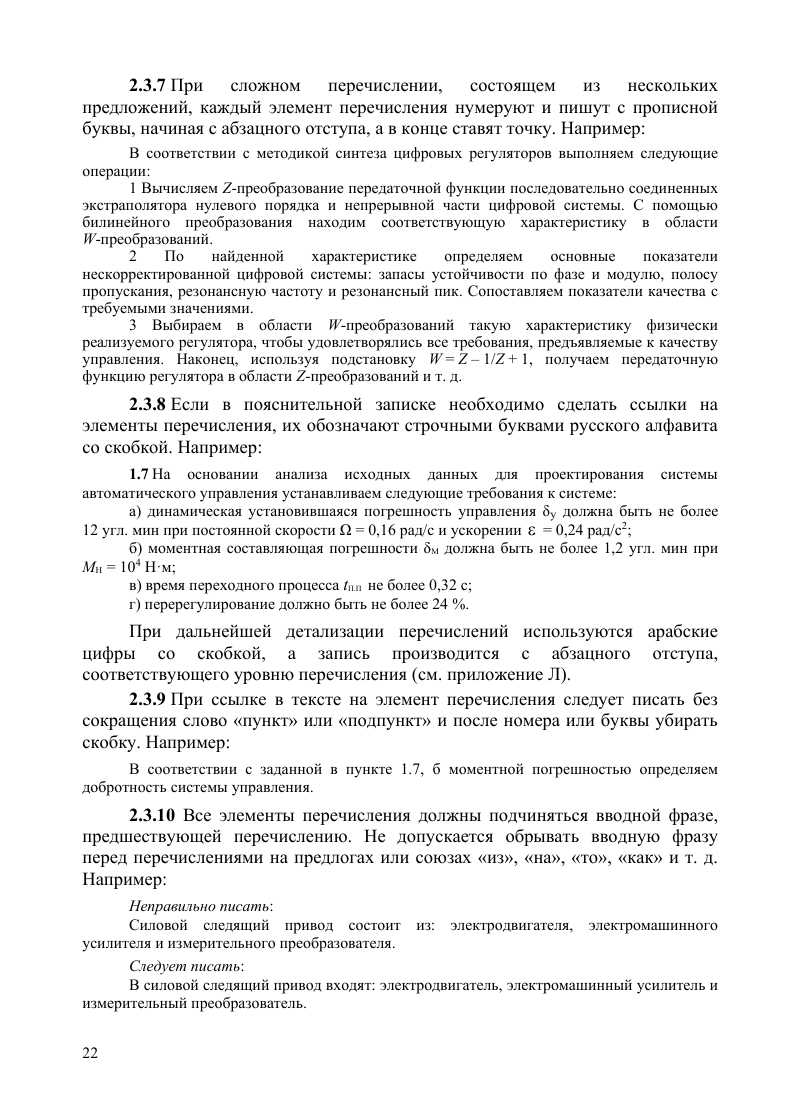 2.3.7 При сложном перечислении, состоящем из нескольких
предложений, каждый элемент перечисления нумеруют и пишут с прописной
буквы, начиная с абзацного отступа, а в конце ставят точку. Например:
В соответствии с методикой синтеза цифровых регуляторов выполняем следующие
операции:
1 Вычисляем Z-преобразование передаточной функции последовательно соединенных
экстраполятора нулевого порядка и непрерывной части цифровой системы. С помощью
билинейного преобразования находим соответствующую характеристику в области
W-преобразований.
2 По найденной характеристике определяем основные показатели
нескорректированной цифровой системы: запасы устойчивости по фазе и модулю, полосу
пропускания, резонансную частоту и резонансный пик. Сопоставляем показатели качества с
требуемыми значениями.
3 Выбираем в области W-преобразований такую характеристику физически
реализуемого регулятора, чтобы удовлетворялись все требования, предъявляемые к качеству
управления. Наконец, используя подстановку W = Z – 1/Z + 1, получаем передаточную
функцию регулятора в области Z-преобразований и т. д.
2.3.8 Если в пояснительной записке необходимо сделать ссылки на
элементы перечисления, их обозначают строчными буквами русского алфавита
со скобкой. Например:
1.7 На основании анализа исходных данных для проектирования системы
автоматического управления устанавливаем следующие требования к системе:
а) динамическая установившаяся погрешность управления δу должна быть не более
12 угл. мин при постоянной скорости Ω = 0,16 рад/с и ускорении ε = 0,24 рад/с²;
б) моментная составляющая погрешности δм должна быть не более 1,2 угл. мин при
Mн = 10⁴ Н·м;
в) время переходного процесса tп.п не более 0,32 с;
г) перерегулирование должно быть не более 24 %.
При дальнейшей детализации перечислений используются арабские
цифры со скобкой, а запись производится с абзацного отступа,
соответствующего уровню перечисления (см. приложение Л).
2.3.9 При ссылке в тексте на элемент перечисления следует писать без
сокращения слово «пункт» или «подпункт» и после номера или буквы убирать
скобку. Например:
В соответствии с заданной в пункте 1.7, б моментной погрешностью определяем
добротность системы управления.
2.3.10 Все элементы перечисления должны подчиняться вводной фразе,
предшествующей перечислению. Не допускается обрывать вводную фразу
перед перечислениями на предлогах или союзах «из», «на», «то», «как» и т. д.
Например:
Неправильно писать:
Силовой следящий привод состоит из: электродвигателя, электромашинного
усилителя и измерительного преобразователя.
Следует писать:
В силовой следящий привод входят: электродвигатель, электромашинный усилитель и
измерительный преобразователь.
22